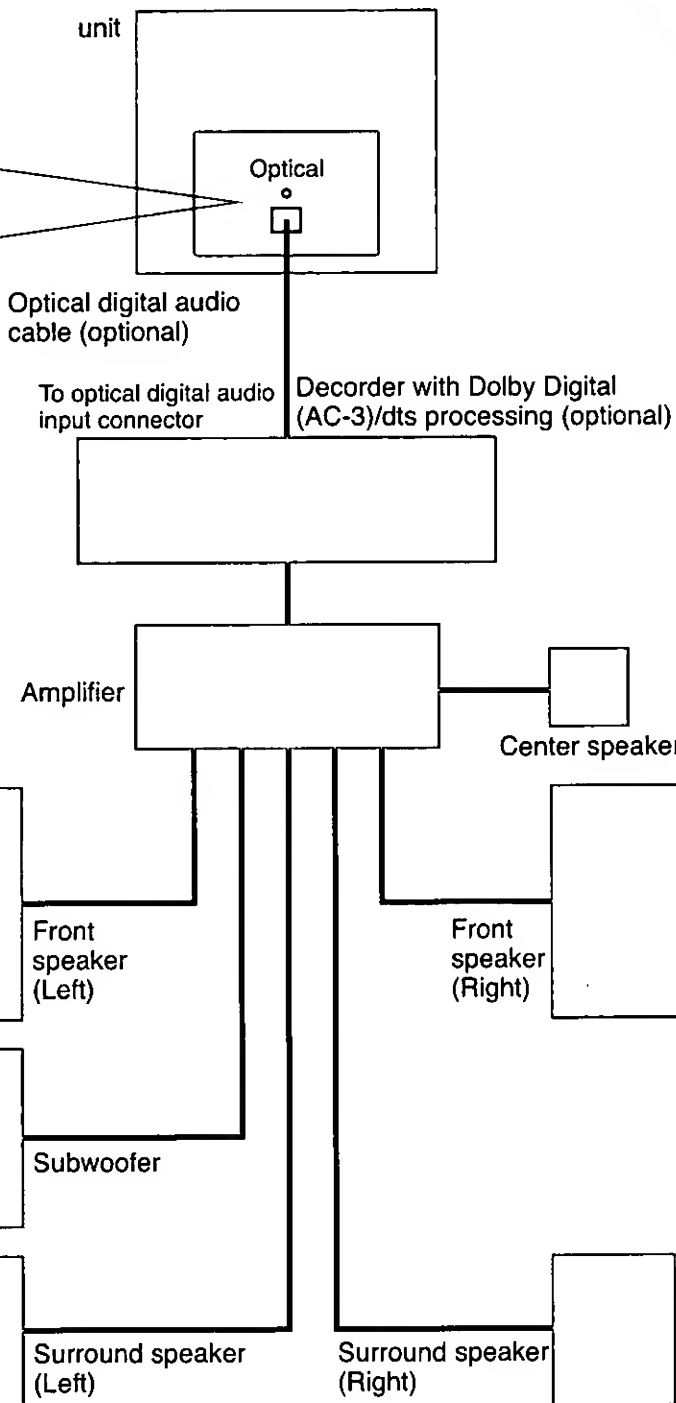 unit
Optical
Optical digital audio
cable (optional)
To optical digital audio
input connector
Decorder with Dolby Digital
(AC-3)/dts processing (optional)
Amplifier
Center speaker
Front
speaker
(Left)
Front
speaker
(Right)
Subwoofer
Surround speaker
(Left)
Surround speaker
(Right)